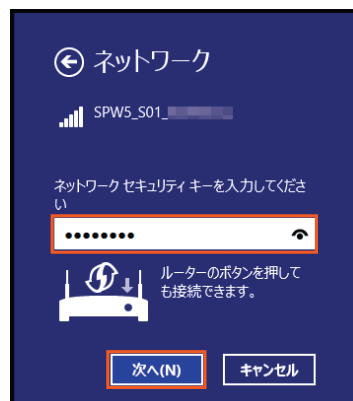 ネットワーク
SPW5_S01_
ネットワーク セキュリティ キーを入力してくださ
い
••••••••
ルーターのボタンを押して
も接続できます。
次へ(N)
キャンセル